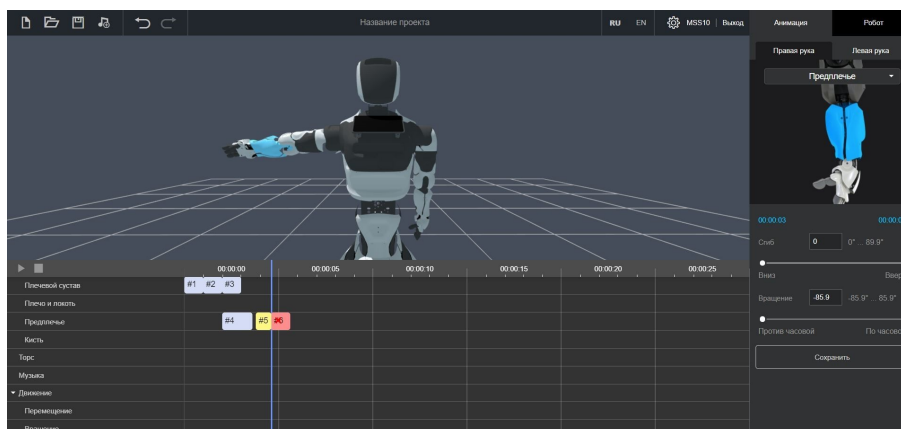 Название проекта
RU EN
MSS10 | Выход
Анимация Робот
Правая рука Левая рука
Предплечье
00:00:03
Сгиб 0 0° ... 89.9°
Вниз
Вращение -85.9 -85.9° ... 85.9°
Против часовой
Сохранить
00:00:00 00:00:05 00:00:10 00:00:15 00:00:20 00:00:25
Плечевой сустав #1 #2 #3
Плечо и локоть
Предплечье #4 #5 #6
Кисть
Торс
Музыка
Движение
Перемещение